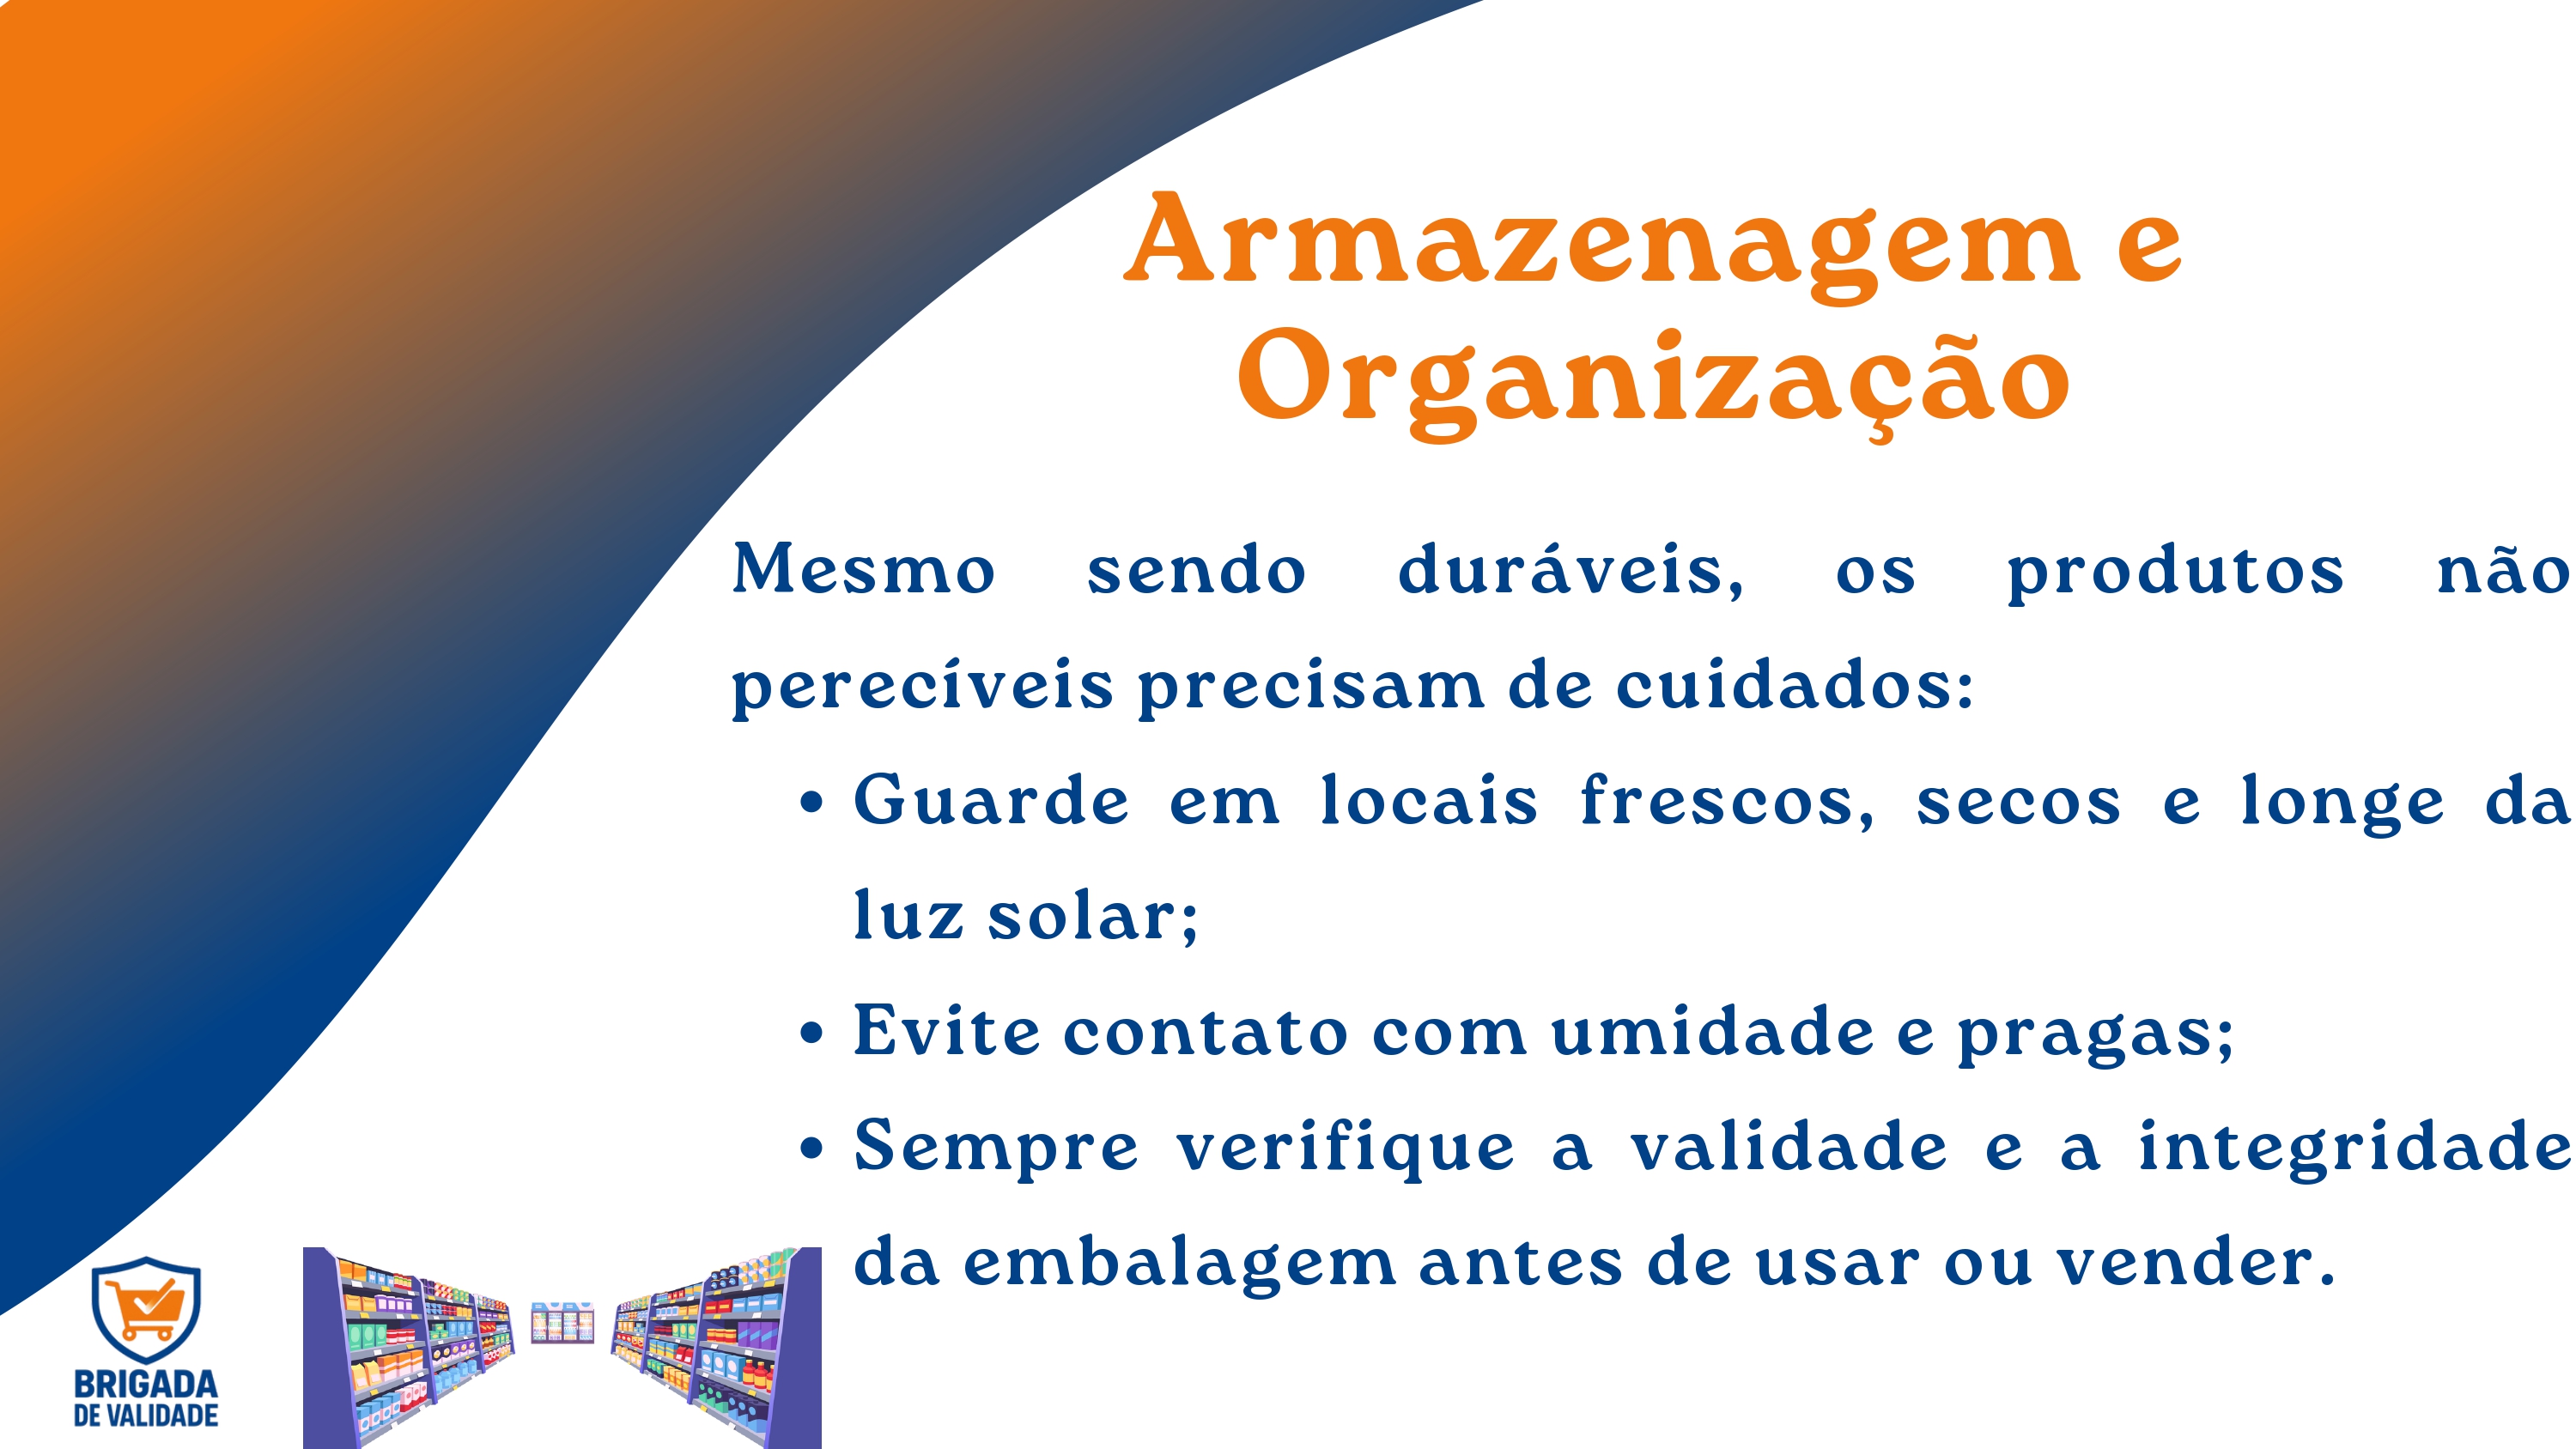 Armazenagem e
Organização
Mesmo sendo duráveis, os produtos não
perecíveis precisam de cuidados:
• Guarde em locais frescos, secos e longe da
luz solar;
• Evite contato com umidade e pragas;
• Sempre verifique a validade e a integridade
da embalagem antes de usar ou vender.
BRIGADA
DE VALIDADE